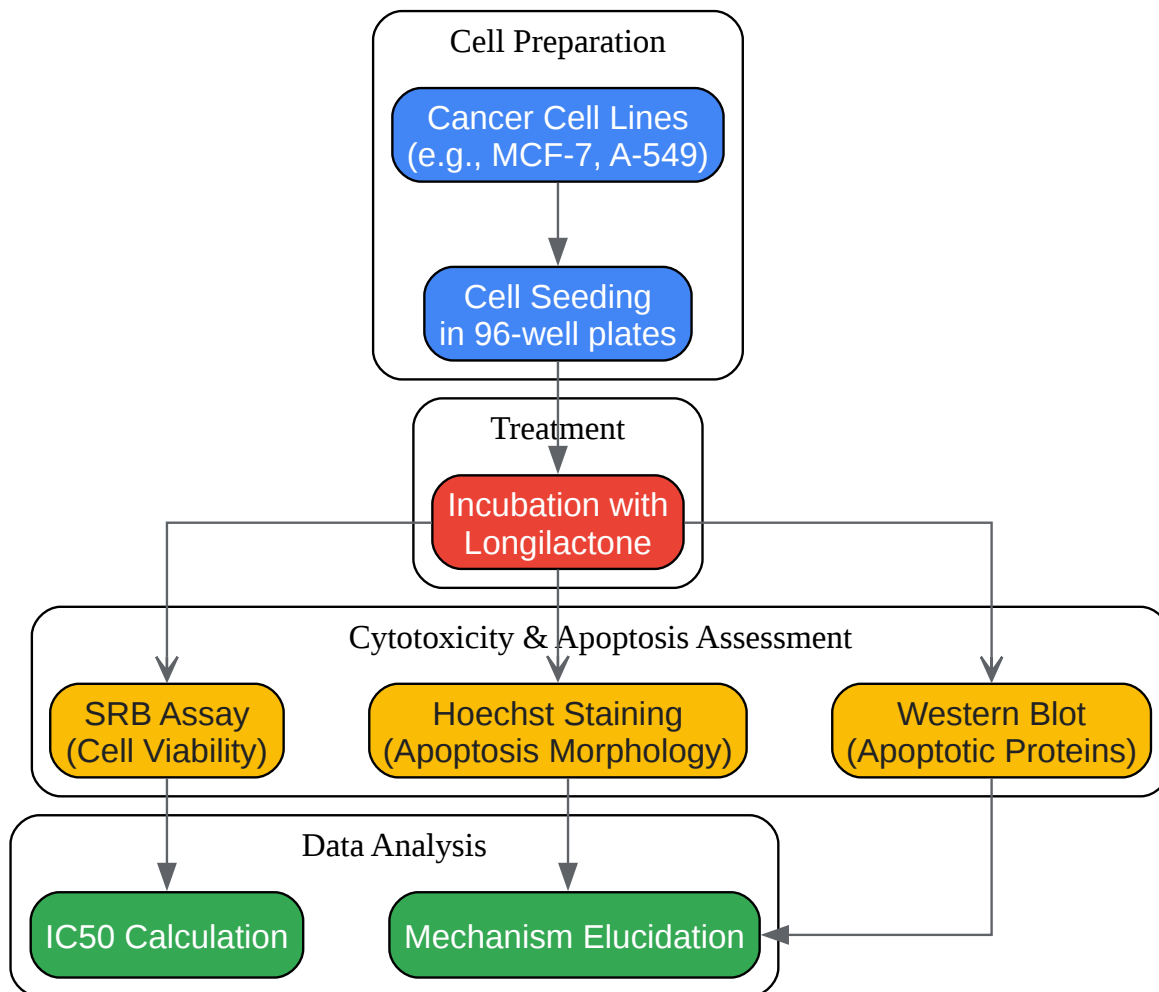 Cell Preparation
Cancer Cell Lines
(e.g., MCF-7, A-549)
Cell Seeding
in 96-well plates
Treatment
Incubation with
Longilactone
Cytotoxicity & Apoptosis Assessment
SRB Assay
(Cell Viability)
Hoechst Staining
(Apoptosis Morphology)
Western Blot
(Apoptotic Proteins)
Data Analysis
IC50 Calculation
Mechanism Elucidation